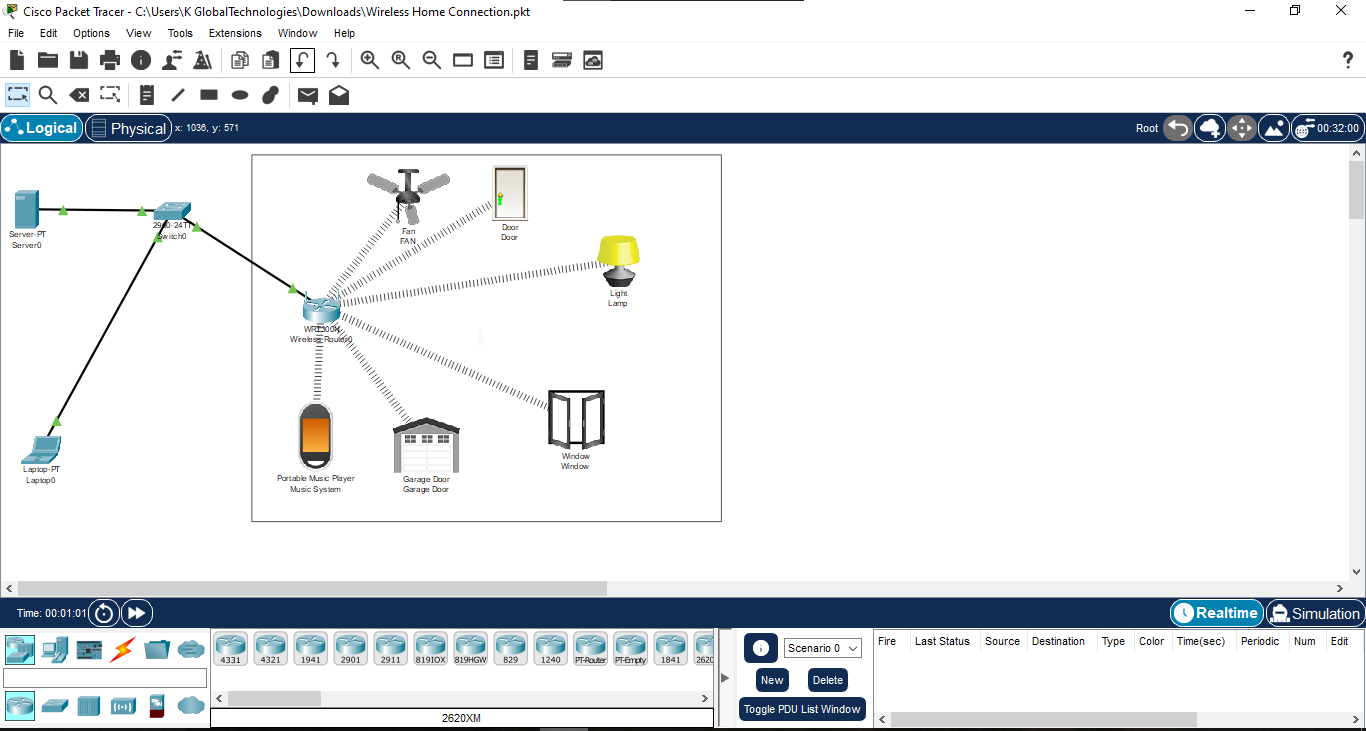 Cisco Packet Tracer - C:\Users\K GlobalTechnologies\Downloads\Wireless Home Connection.pkt
File Edit Options View Tools Extensions Window Help
?
Logical Physical x: 1036, y: 571 Root 00:32:00
Fan
FAN
Door
Door
Server-PT
Server0
Switch0
Light
Lamp
WRT300N
Wireless Router0
Window
Window
Laptop-PT
Laptop0
Portable Music Player
Music System
Garage Door
Garage Door
Time: 00:01:01 Realtime Simulation
4331 4321 1941 2901 2911 819IOX 819HGW 829 1240 PT-Router PT-Empty 1841 2620
2620XM
Scenario 0
New Delete
Toggle PDU List Window
Fire Last Status Source Destination Type Color Time(sec) Periodic Num Edit